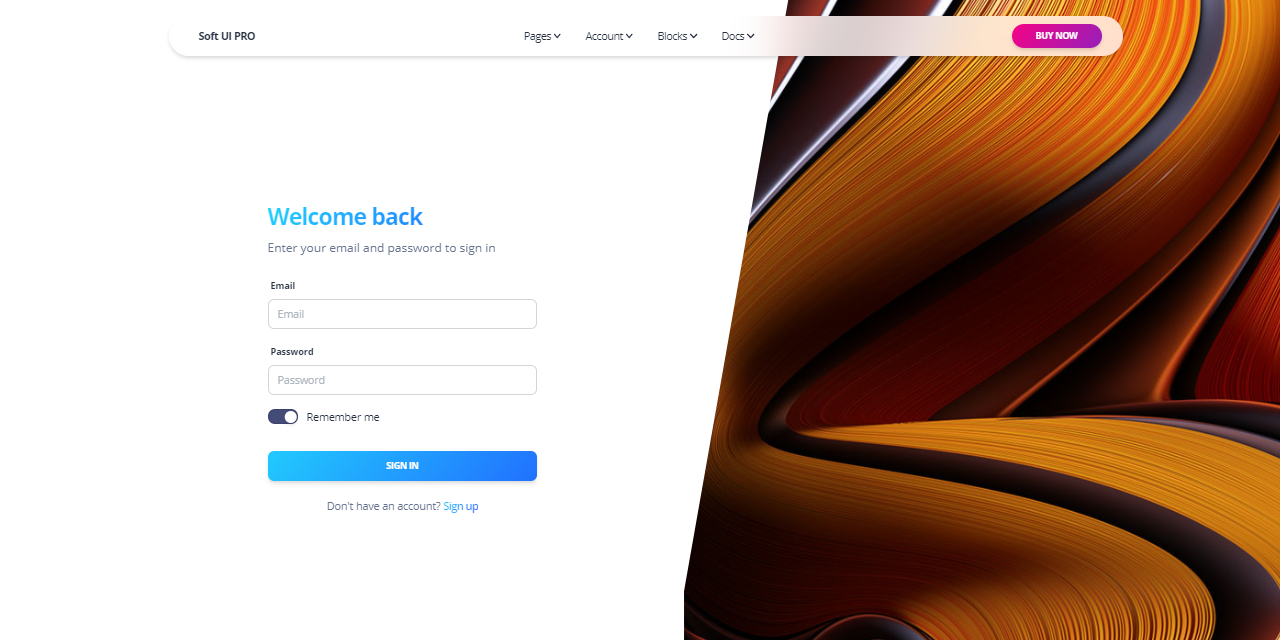 Soft UI PRO
Pages
Account
Blocks
Docs
BUY NOW
Welcome back
Enter your email and password to sign in
Email
Email
Password
Password
Remember me
SIGN IN
Don't have an account? Sign up